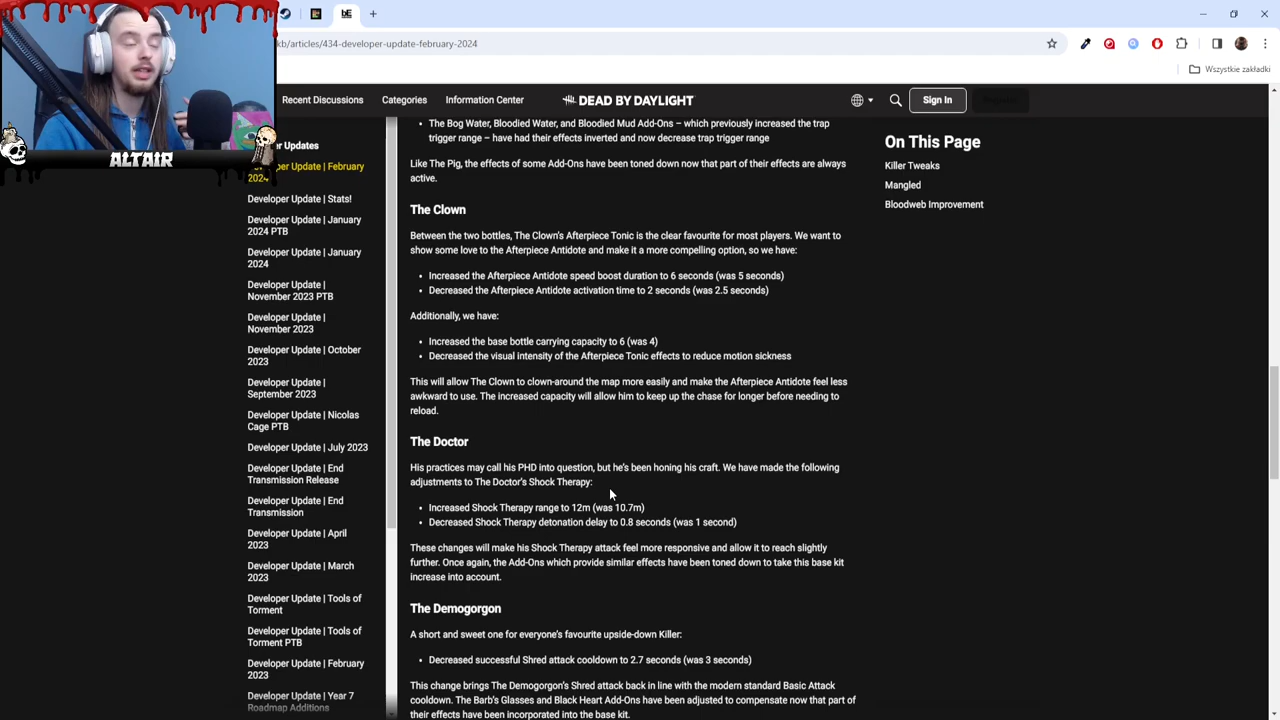 kb/articles/434-developer-update-february-2024
Wszystkie zakładki
Recent Discussions
Categories
Information Center
DEAD BY DAYLIGHT
Sign In
ALTAIR
Updates
Update | February
2024
Developer Update | Stats!
Developer Update | January
2024 PTB
Developer Update | January
2024
Developer Update |
November 2023 PTB
Developer Update |
November 2023
Developer Update | October
2023
Developer Update |
September 2023
Developer Update | Nicolas
Cage PTB
Developer Update | July 2023
Developer Update | End
Transmission Release
Developer Update | End
Transmission
Developer Update | April
2023
Developer Update | March
2023
Developer Update | Tools of
Torment
Developer Update | Tools of
Torment PTB
Developer Update | February
2023
Developer Update | Year 7
Roadmap Additions
• The Bog Water, Bloodied Water, and Bloodied Mud Add-Ons – which previously increased the trap
trigger range – have had their effects inverted and now decrease trap trigger range
Like The Pig, the effects of some Add-Ons have been toned down now that part of their effects are always
active.
The Clown
Between the two bottles, The Clown's Afterpiece Tonic is the clear favourite for most players. We want to
show some love to the Afterpiece Antidote and make it a more compelling option, so we have:
• Increased the Afterpiece Antidote speed boost duration to 6 seconds (was 5 seconds)
• Decreased the Afterpiece Antidote activation time to 2 seconds (was 2.5 seconds)
Additionally, we have:
• Increased the base bottle carrying capacity to 6 (was 4)
• Decreased the visual intensity of the Afterpiece Tonic effects to reduce motion sickness
This will allow The Clown to clown-around the map more easily and make the Afterpiece Antidote feel less
awkward to use. The increased capacity will allow him to keep up the chase for longer before needing to
reload.
The Doctor
His practices may call his PHD into question, but he's been honing his craft. We have made the following
adjustments to The Doctor's Shock Therapy:
• Increased Shock Therapy range to 12m (was 10.7m)
• Decreased Shock Therapy detonation delay to 0.8 seconds (was 1 second)
These changes will make his Shock Therapy attack feel more responsive and allow it to reach slightly
further. Once again, the Add-Ons which provide similar effects have been toned down to take this base kit
increase into account.
The Demogorgon
A short and sweet one for everyone's favourite upside-down Killer:
• Decreased successful Shred attack cooldown to 2.7 seconds (was 3 seconds)
This change brings The Demogorgon's Shred attack back in line with the modern standard Basic Attack
cooldown. The Barb's Glasses and Black Heart Add-Ons have been adjusted to compensate now that part of
their effects have been incorporated into the base kit.
On This Page
Killer Tweaks
Mangled
Bloodweb Improvement